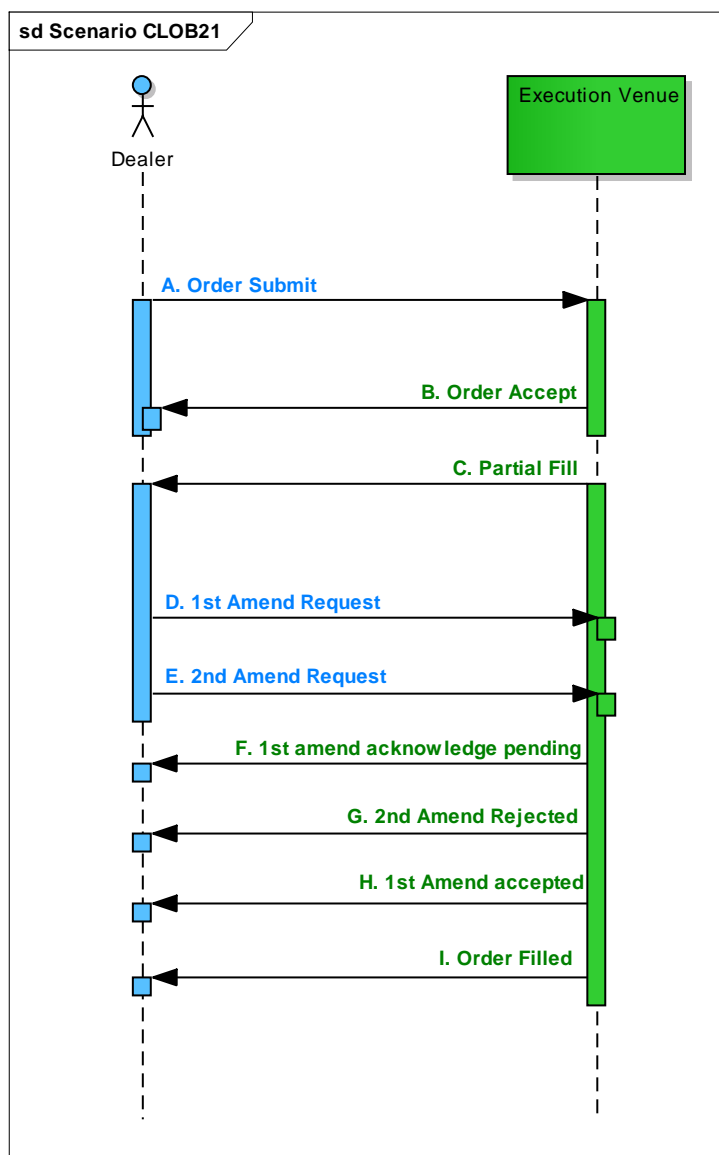 sd Scenario CLOB21
Execution Venue
Dealer
A. Order Submit
B. Order Accept
C. Partial Fill
D. 1st Amend Request
E. 2nd Amend Request
F. 1st amend acknowledge pending
G. 2nd Amend Rejected
H. 1st Amend accepted
I. Order Filled